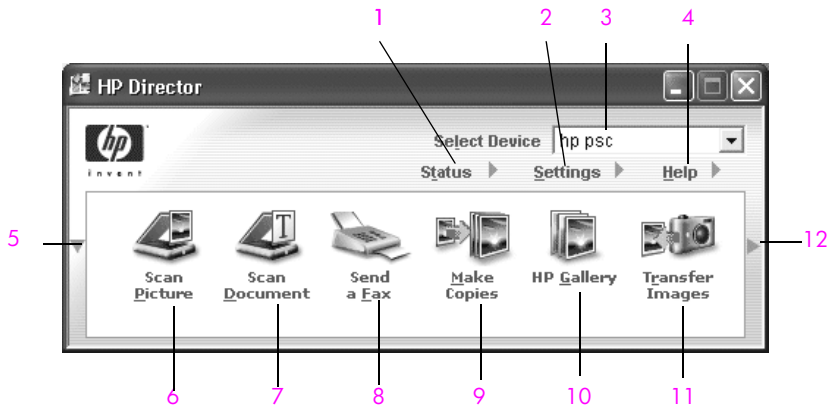 1 2 3 4
HP Director
hp
invent
Select Device hp psc
Status Settings Help
5 12
Scan Picture
Scan Document
T
Send a Fax
Make Copies
HP Gallery
Transfer Images
6 7 8 9 10 11